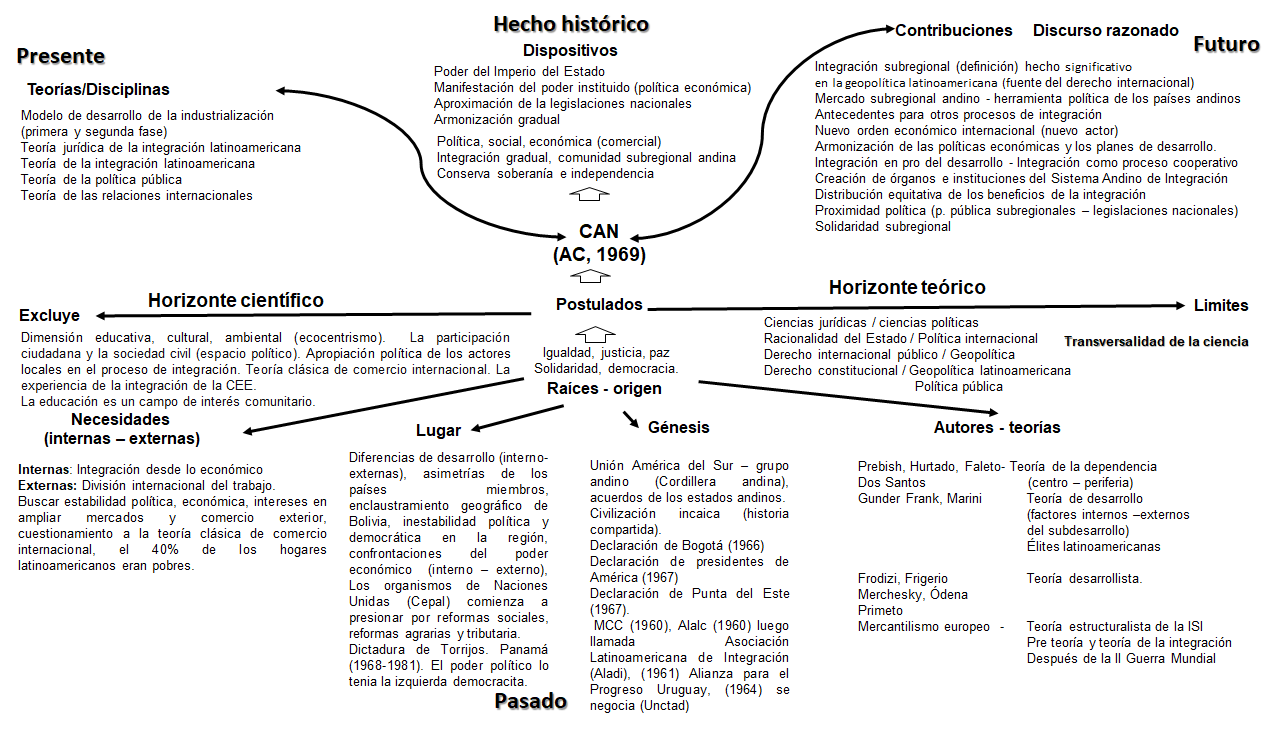 Hecho histórico
Presente
Dispositivos
Poder del Imperio del Estado
Manifestación del poder instituido (política económica)
Aproximación de la legislaciones nacionales
Armonización gradual
Política, social, económica (comercial)
Integración gradual, comunidad subregional andina
Conserva soberanía e independencia
Teorías/Disciplinas
Modelo de desarrollo de la industrialización
(primera y segunda fase)
Teoría jurídica de la integración latinoamericana
Teoría de la integración latinoamericana
Teoría de la política pública
Teoría de las relaciones internacionales
Contribuciones Discurso razonado
Futuro
Integración subregional (definición) hecho significativo
en la geopolítica latinoamericana (fuente del derecho internacional)
Mercado subregional andino - herramienta política de los países andinos
Antecedentes para otros procesos de integración
Nuevo orden económico internacional (nuevo actor)
Armonización de las políticas económicas y los planes de desarrollo.
Integración en pro del desarrollo - Integración como proceso cooperativo
Creación de órganos e instituciones del Sistema Andino de Integración
Distribución equitativa de los beneficios de la integración
Proximidad política (p. pública subregionales – legislaciones nacionales)
Solidaridad subregional
CAN
(AC, 1969)
Postulados
Igualdad, justicia, paz
Solidaridad, democracia.
Raíces - origen
Horizonte científico
Excluye
Dimensión educativa, cultural, ambiental (ecocentrismo). La participación
ciudadana y la sociedad civil (espacio político). Apropiación política de los actores
locales en el proceso de integración. Teoría clásica de comercio internacional. La
experiencia de la integración de la CEE.
La educación es un campo de interés comunitario.
Horizonte teórico
Limites
Ciencias jurídicas / ciencias políticas
Racionalidad del Estado / Política internacional
Derecho internacional público / Geopolítica
Derecho constitucional / Geopolítica latinoamericana
Política pública
Transversalidad de la ciencia
Necesidades
(internas – externas)
Internas: Integración desde lo económico
Externas: División internacional del trabajo.
Buscar estabilidad política, económica, intereses en
ampliar mercados y comercio exterior,
cuestionamiento a la teoría clásica de comercio
internacional, el 40% de los hogares
latinoamericanos eran pobres.
Lugar
Diferencias de desarrollo (interno-
externas), asimetrías de los
países miembros,
enclaustramiento geográfico de
Bolivia, inestabilidad política y
democrática en la región,
confrontaciones del poder
económico (interno – externo),
Los organismos de Naciones
Unidas (Cepal) comienza a
presionar por reformas sociales,
reformas agrarias y tributaria.
Dictadura de Torrijos. Panamá
(1968-1981). El poder político lo
tenia la izquierda democracita.
Génesis
Unión América del Sur – grupo
andino (Cordillera andina),
acuerdos de los estados andinos.
Civilización incaica (historia
compartida).
Declaración de Bogotá (1966)
Declaración de presidentes de
América (1967)
Declaración de Punta del Este
(1967).
MCC (1960), Alalc (1960) luego
llamada Asociación
Latinoamericana de Integración
(Aladi), (1961) Alianza para el
Progreso Uruguay, (1964) se
negocia (Unctad)
Pasado
Autores - teorías
Prebish, Hurtado, Faleto- Teoría de la dependencia
Dos Santos (centro – periferia)
Gunder Frank, Marini Teoría de desarrollo
(factores internos –externos
del subdesarrollo)
Élites latinoamericanas
Frodizi, Frigerio Teoría desarrollista.
Merchesky, Ódena
Primeto
Mercantilismo europeo - Teoría estructuralista de la ISI
Pre teoría y teoría de la integración
Después de la II Guerra Mundial